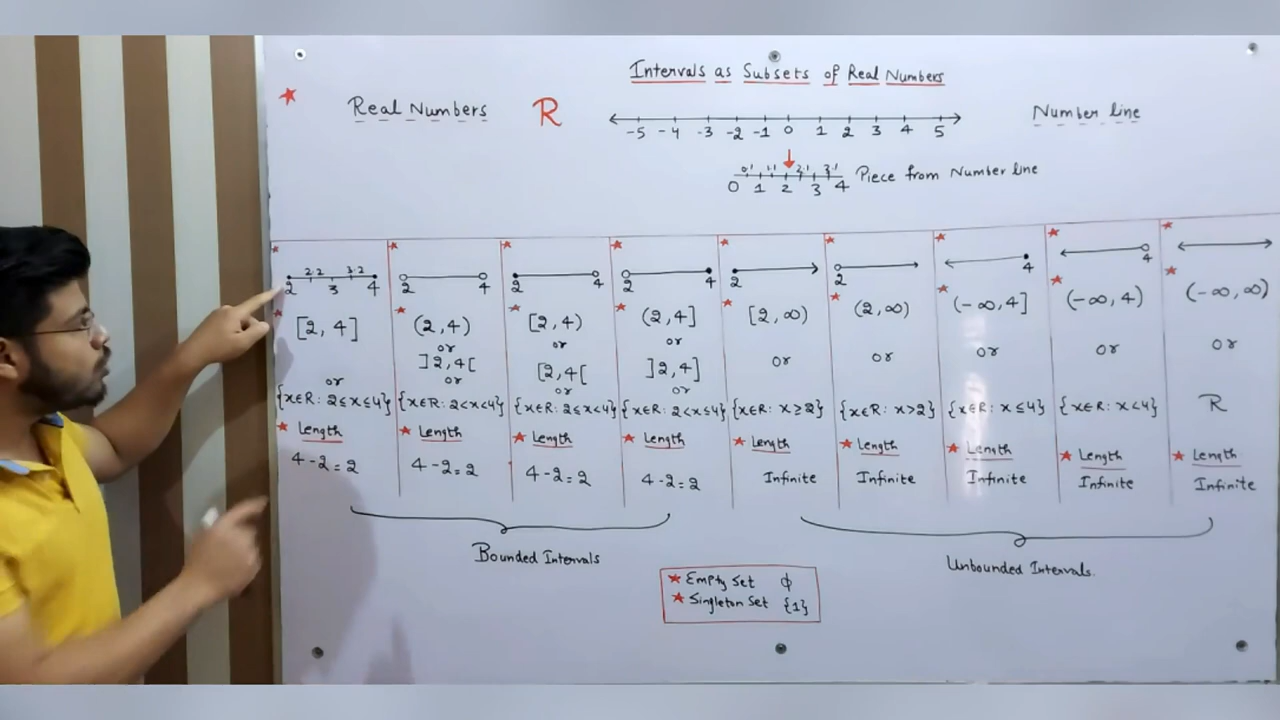 Intervals as Subsets of Real Numbers
Real Numbers R -5 -4 -3 -2 -1 0 1 2 3 4 5 Number line
0 1 2 3 4 Piece from Number line
2 2.2 3 3.2 4
[2, 4]
or
{x∈R: 2≤x≤4}
Length
4-2=2
2 4
(2,4)
or
]2,4[
or
{x∈R: 2<x<4}
Length
4-2=2
2 4
[2,4)
or
[2,4[
or
{x∈R: 2≤x<4}
Length
4-2=2
2 4
(2,4]
or
]2,4]
or
{x∈R: 2<x≤4}
Length
4-2=2
2
[2,∞)
or
{x∈R: x≥2}
Length
Infinite
2
(2,∞)
or
{x∈R: x>2}
Length
Infinite
4
(-∞,4]
or
{x∈R: x≤4}
Length
Infinite
4
(-∞,4)
or
{x∈R: x<4}
Length
Infinite
(-∞,∞)
or
R
Length
Infinite
Bounded Intervals
Unbounded Intervals.
Empty Set ϕ
Singleton Set {1}